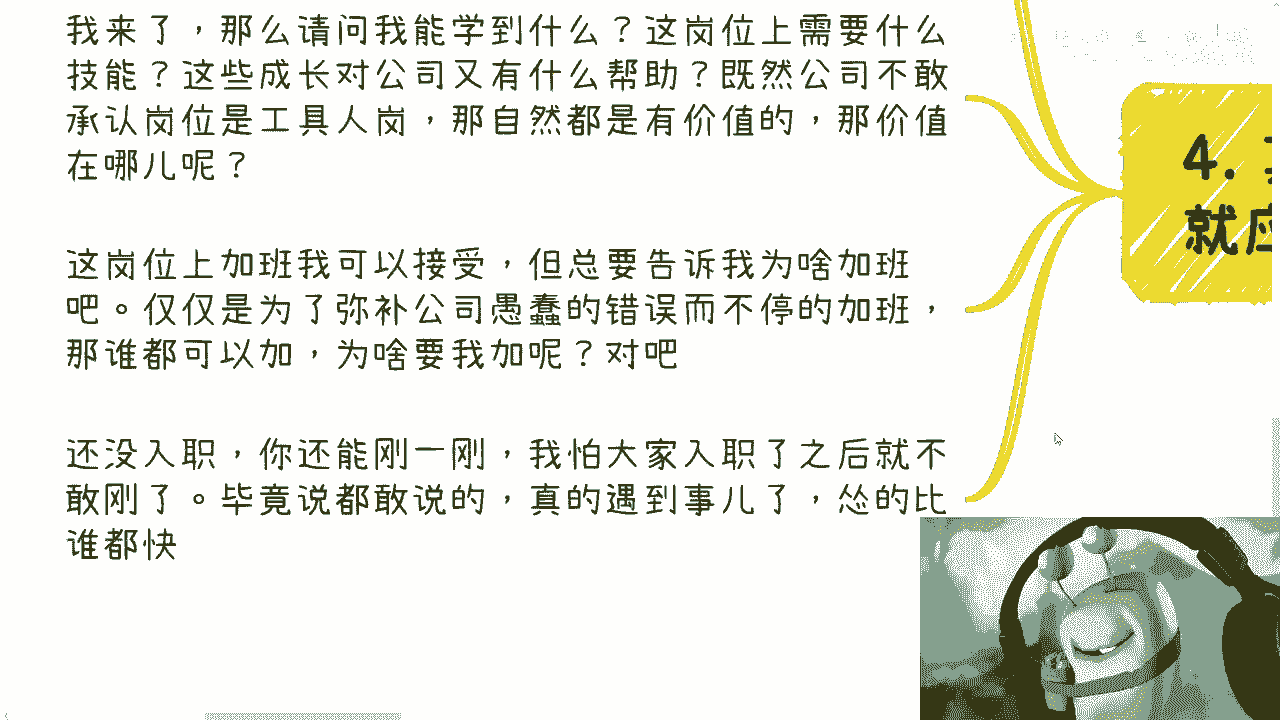 我来了，那么请问我能学到什么？这岗位上需要什么
技能？这些成长对公司又有什么帮助？既然公司不敢
承认岗位是工具人岗，那自然都是有价值的，那价值
在哪儿呢？
这岗位上加班我可以接受，但总要告诉我为啥加班
吧。仅仅是为了弥补公司愚蠢的错误而不停的加班，
那谁都可以加，为啥要我加呢？对吧
还没入职，你还能刚一刚，我怕大家入职了之后就不
敢刚了。毕竟说都敢说的，真的遇到事儿了，怂的比
谁都快
4.
就应